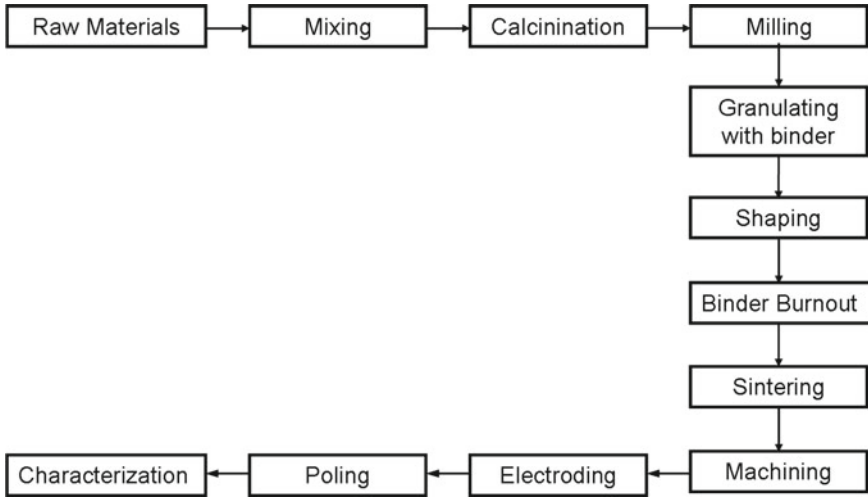 Raw Materials
Mixing
Calcinination
Milling
Granulating
with binder
Shaping
Binder Burnout
Sintering
Machining
Electroding
Poling
Characterization